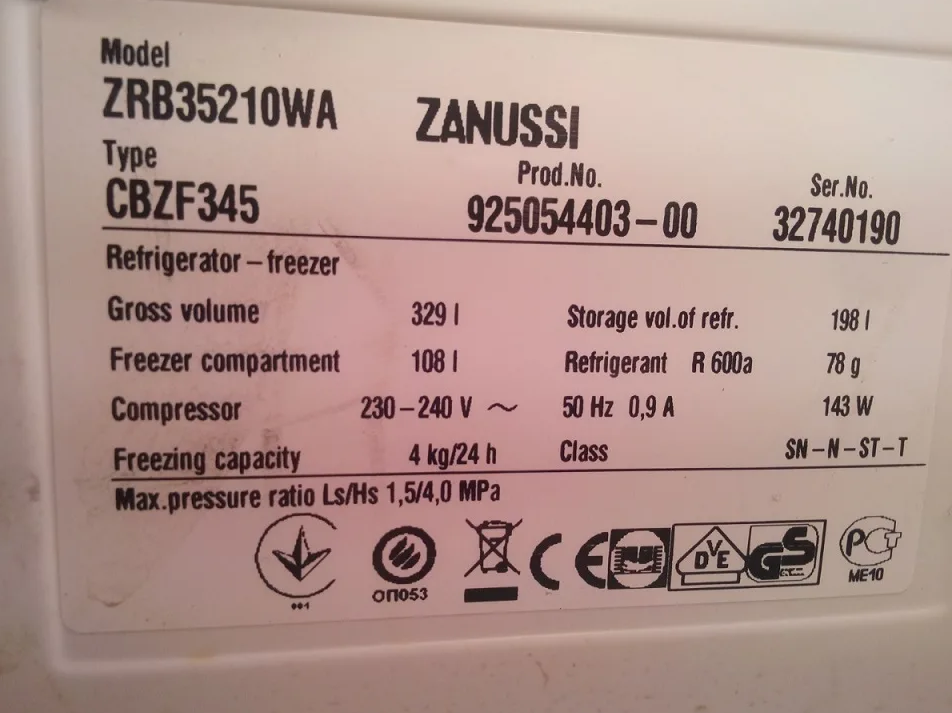 Model
ZRB35210WA
ZANUSSI
Type
CBZF345
Prod.No.
925054403-00
Ser.No.
32740190
Refrigerator-freezer
Gross volume 329 l Storage vol.of refr. 198 l
Freezer compartment 108 l Refrigerant R 600a 78 g
Compressor 230-240 V ~ 50 Hz 0,9 A 143 W
Freezing capacity 4 kg/24 h Class SN-N-ST-T
Max.pressure ratio Ls/Hs 1,5/4,0 MPa
CE DVE GS РСТ
001 ОП053 ME10